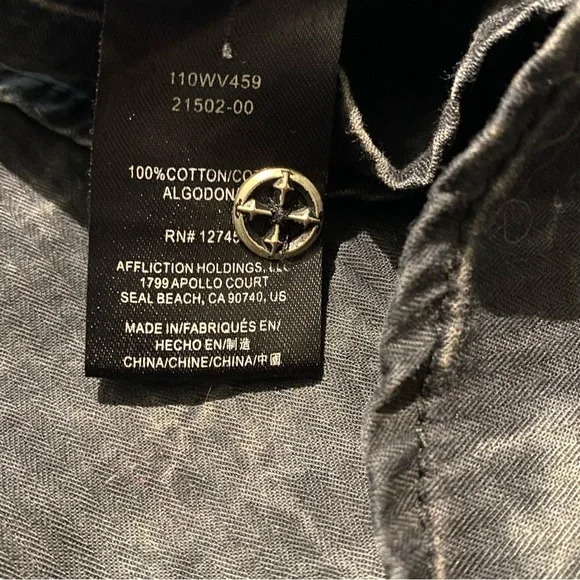 110WV459
21502-00
100%COTTON/CO
ALGODON
RN# 1274
AFFLICTION HOLDINGS, LLC
1799 APOLLO COURT
SEAL BEACH, CA 90740, US
MADE IN/FABRIQUÉS EN/
HECHO EN/制造
CHINA/CHINE/CHINA/中國